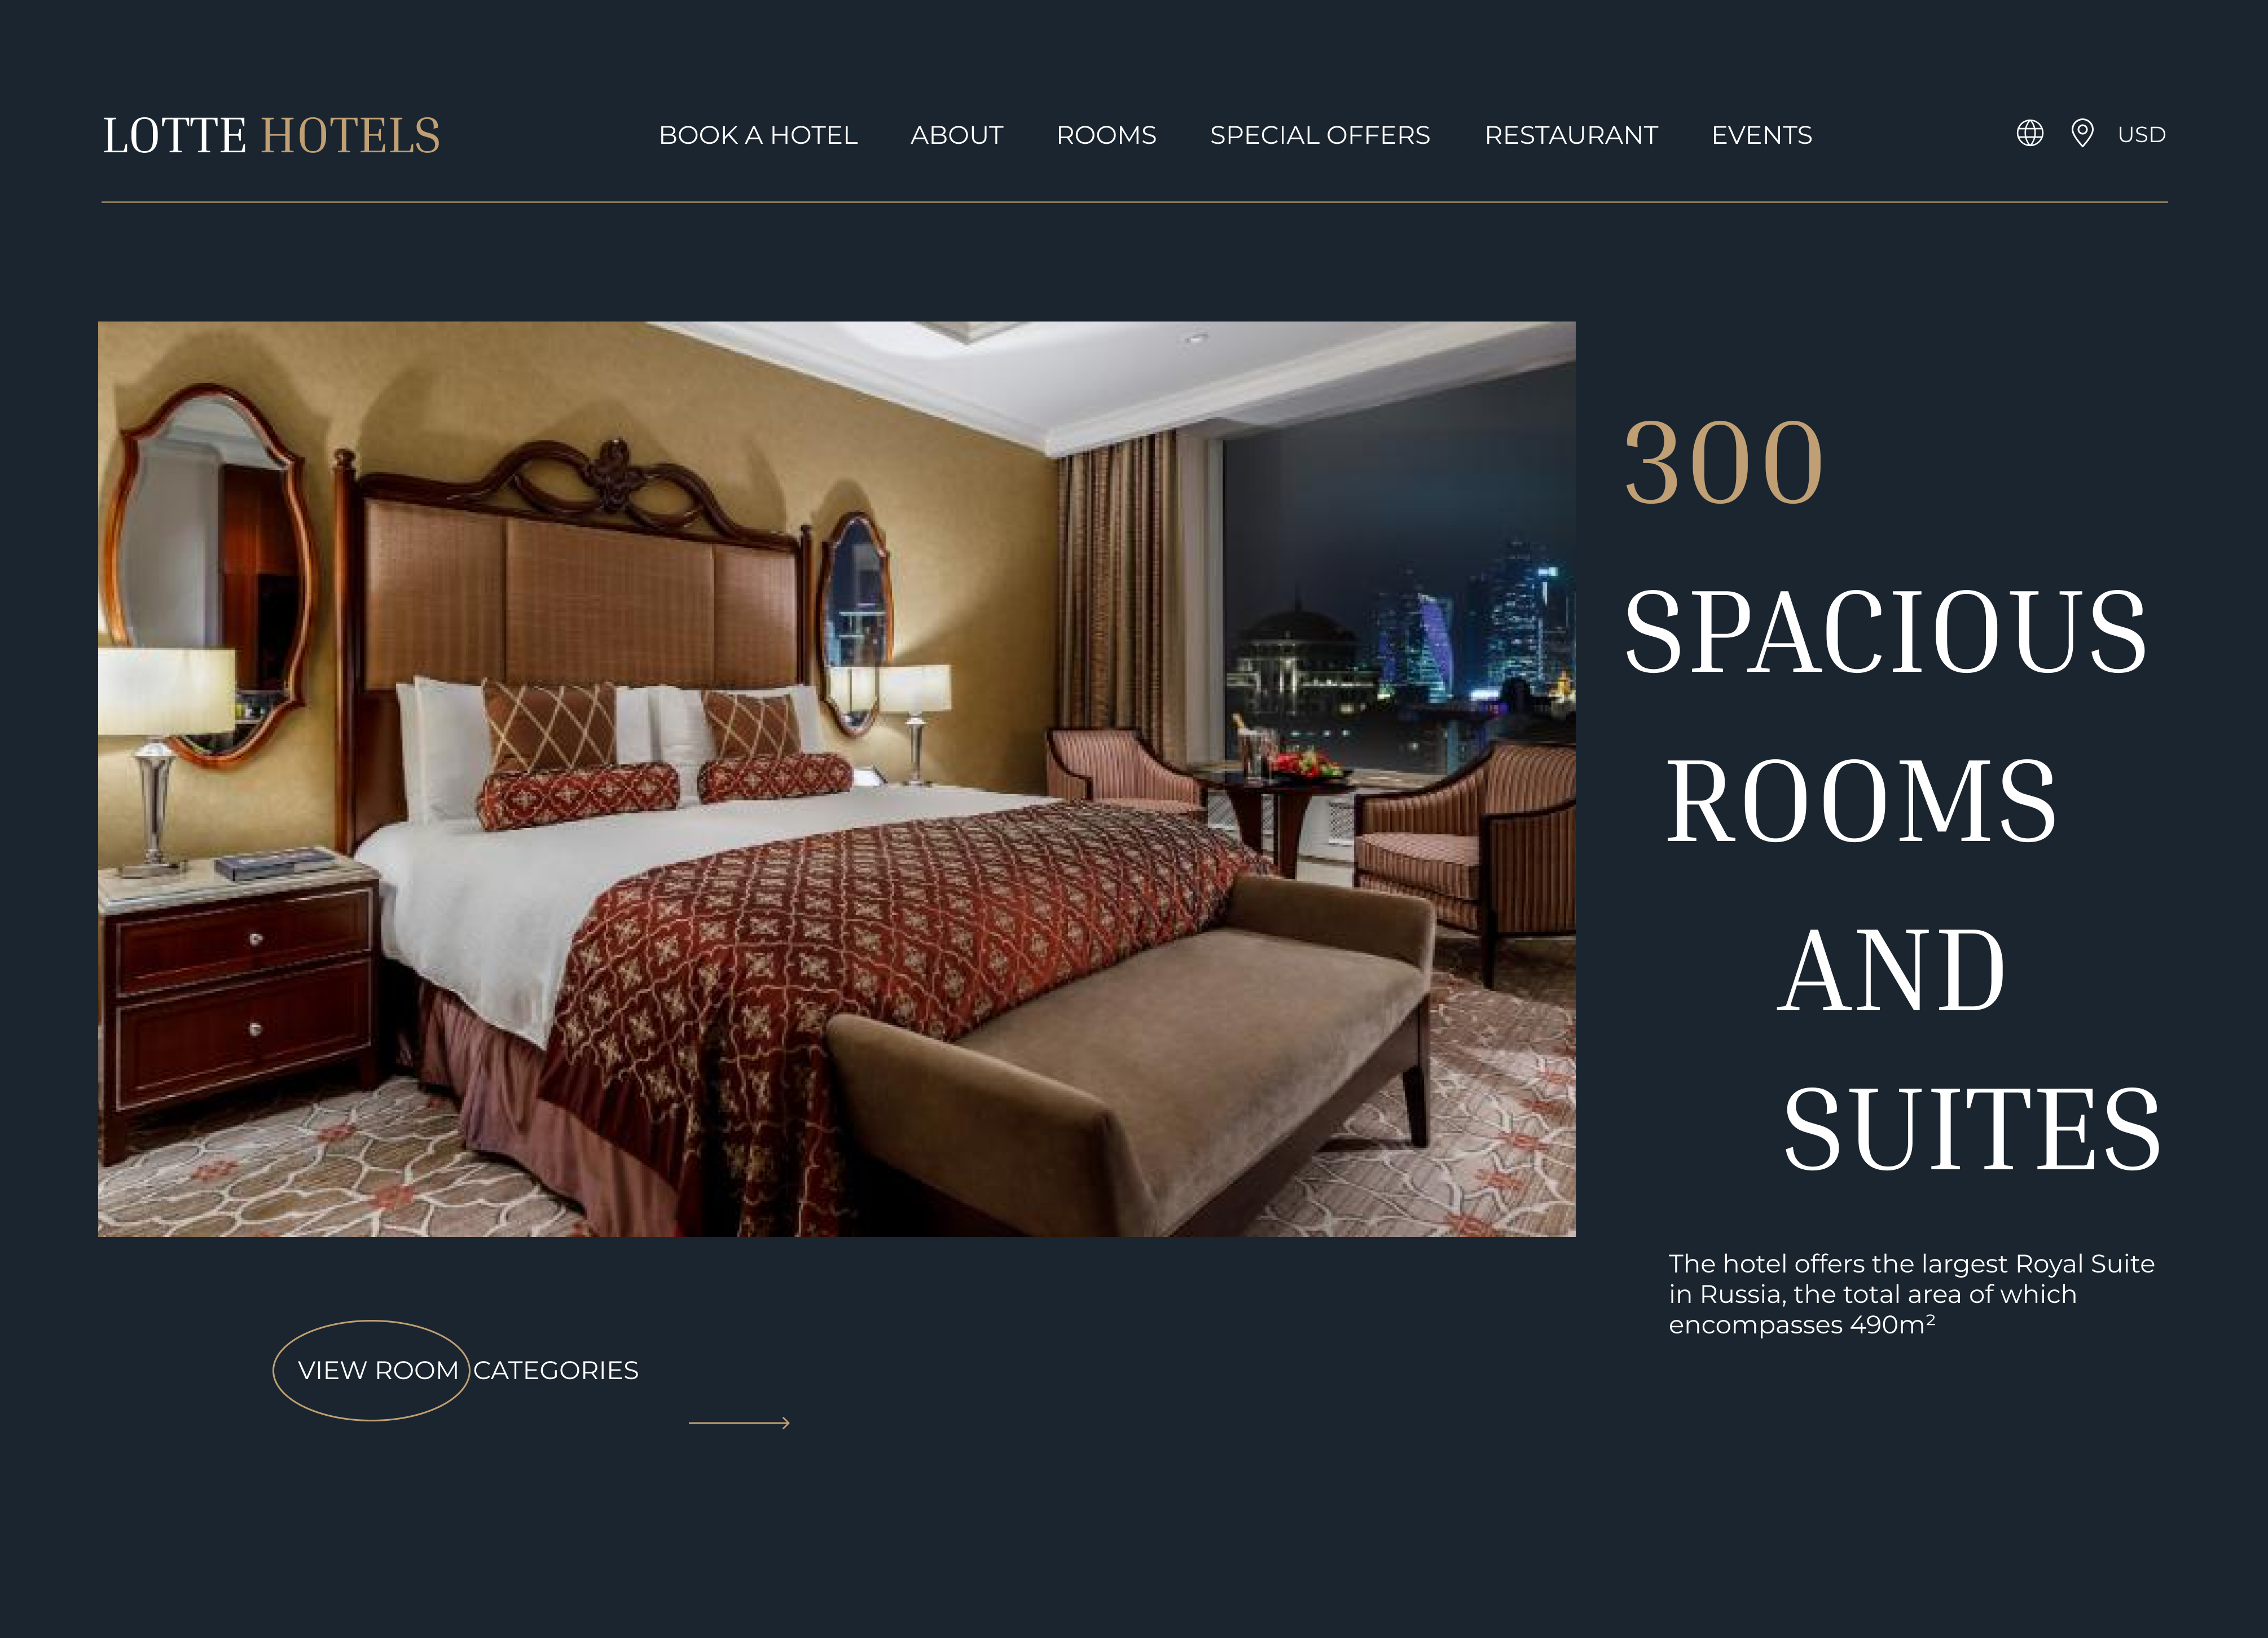 LOTTE HOTELS
BOOK A HOTEL
ABOUT
ROOMS
SPECIAL OFFERS
RESTAURANT
EVENTS
USD
300
SPACIOUS
ROOMS
AND
SUITES
The hotel offers the largest Royal Suite
in Russia, the total area of which
encompasses 490m²
VIEW ROOM CATEGORIES